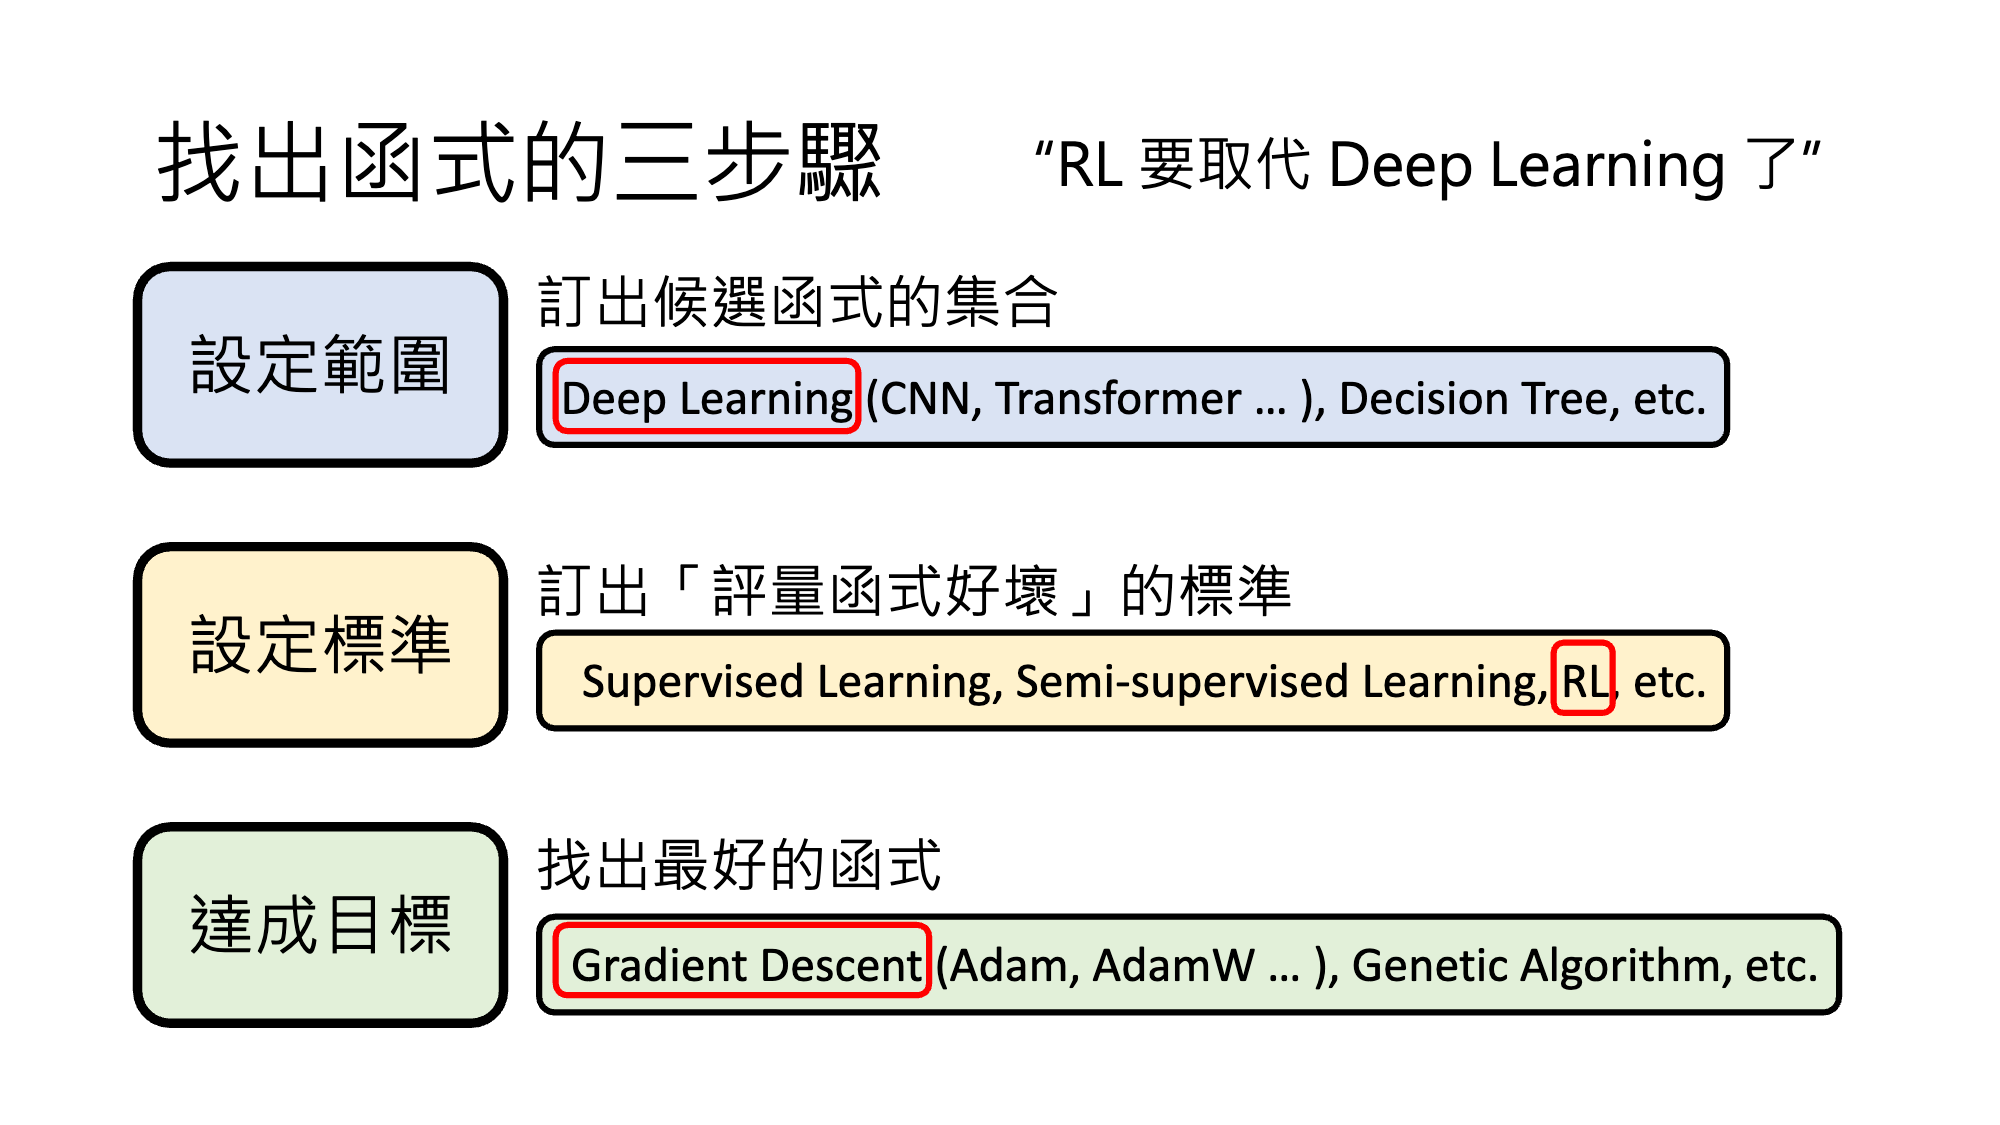 找出函式的三步驟
“RL 要取代 Deep Learning 了”
設定範圍
訂出候選函式的集合
Deep Learning (CNN, Transformer ... ), Decision Tree, etc.
設定標準
訂出「評量函式好壞」的標準
Supervised Learning, Semi-supervised Learning, RL, etc.
達成目標
找出最好的函式
Gradient Descent (Adam, AdamW ... ), Genetic Algorithm, etc.